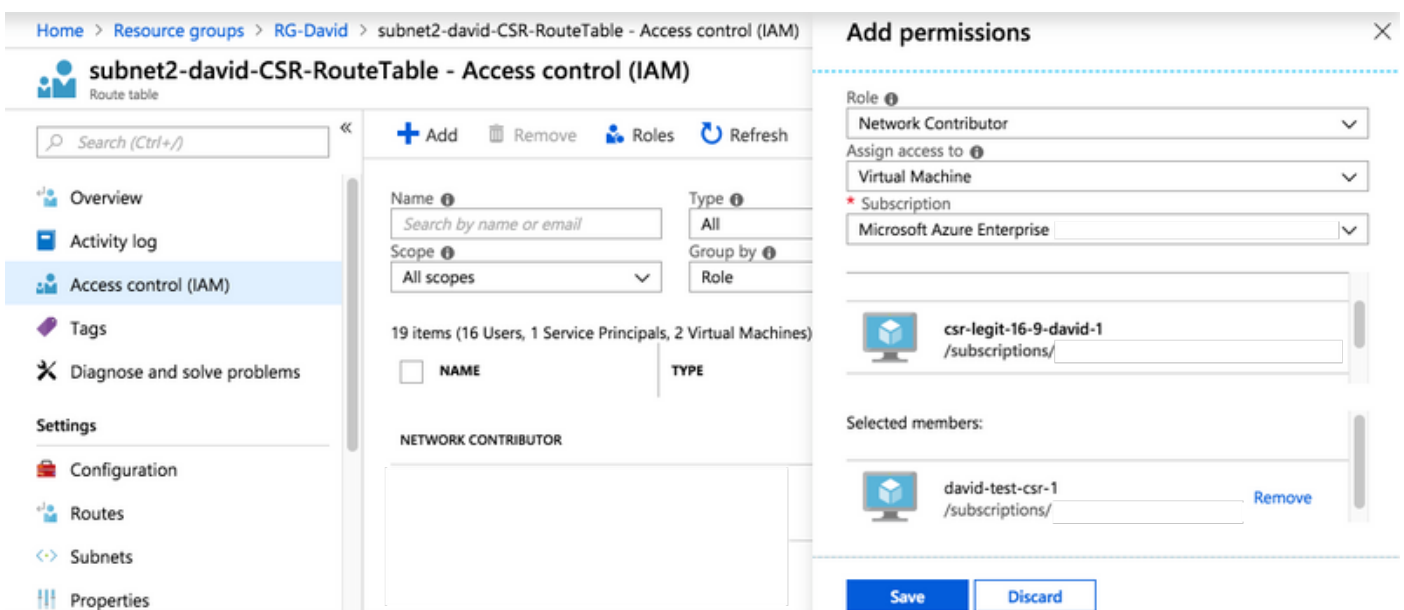 Home > Resource groups > RG-David > subnet2-david-CSR-RouteTable - Access control (IAM)
subnet2-david-CSR-RouteTable - Access control (IAM)
Route table
Search (Ctrl+/)
«
Overview
Activity log
Access control (IAM)
Tags
Diagnose and solve problems
Settings
Configuration
Routes
Subnets
Properties
Add
Remove
Roles
Refresh
Name
Type
Search by name or email
All
Scope
Group by
All scopes
Role
19 items (16 Users, 1 Service Principals, 2 Virtual Machines)
NAME
TYPE
NETWORK CONTRIBUTOR
Add permissions
Role
Network Contributor
Assign access to
Virtual Machine
* Subscription
Microsoft Azure Enterprise
csr-legit-16-9-david-1
/subscriptions/
Selected members:
david-test-csr-1
/subscriptions/
Remove
Save
Discard